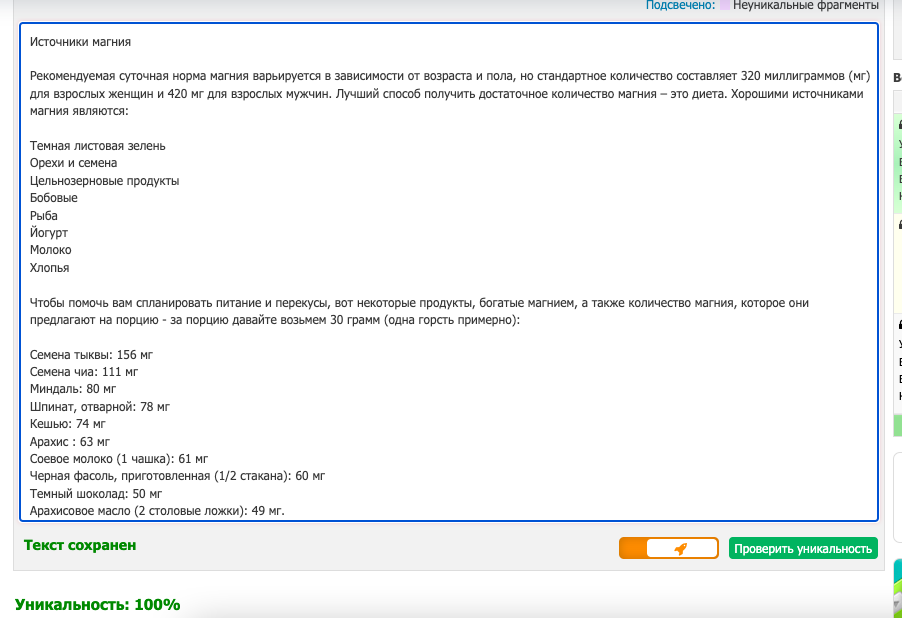 Подсвечено: Неуникальные фрагменты
Источники магния
Рекомендуемая суточная норма магния варьируется в зависимости от возраста и пола, но стандартное количество составляет 320 миллиграммов (мг)
для взрослых женщин и 420 мг для взрослых мужчин. Лучший способ получить достаточное количество магния – это диета. Хорошими источниками
магния являются:
Темная листовая зелень
Орехи и семена
Цельнозерновые продукты
Бобовые
Рыба
Йогурт
Молоко
Хлопья
Чтобы помочь вам спланировать питание и перекусы, вот некоторые продукты, богатые магнием, а также количество магния, которое они
предлагают на порцию - за порцию давайте возьмем 30 грамм (одна горсть примерно):
Семена тыквы: 156 мг
Семена чиа: 111 мг
Миндаль: 80 мг
Шпинат, отварной: 78 мг
Кешью: 74 мг
Арахис : 63 мг
Соевое молоко (1 чашка): 61 мг
Черная фасоль, приготовленная (1/2 стакана): 60 мг
Темный шоколад: 50 мг
Арахисовое масло (2 столовые ложки): 49 мг.
Текст сохранен
Проверить уникальность
Уникальность: 100%